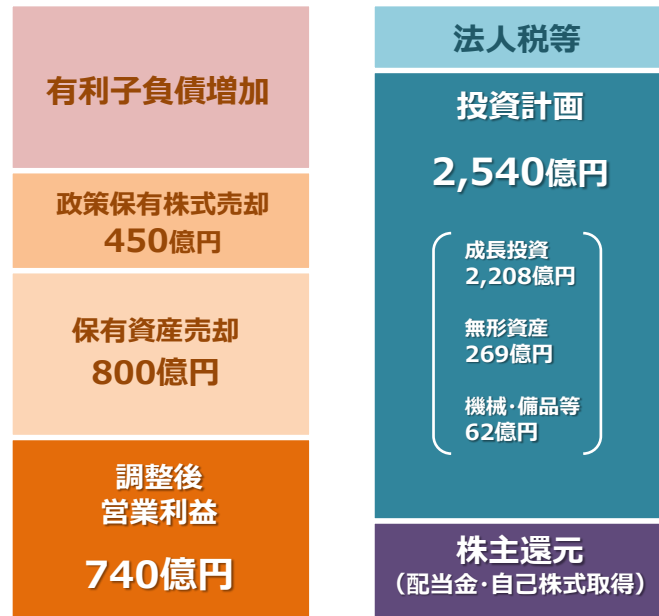 有利子負債増加
政策保有株式売却
450億円
保有資産売却
800億円
調整後
営業利益
740億円
法人税等
投資計画
2,540億円
成長投資
2,208億円
無形資産
269億円
機械･備品等
62億円
株主還元
（配当金･自己株式取得）